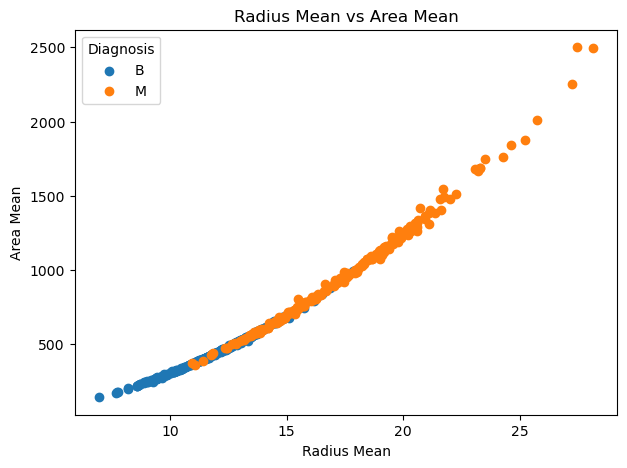 Radius Mean vs Area Mean
Diagnosis
B
M
2500
2000
1500
1000
500
Area Mean
10 15 20 25
Radius Mean